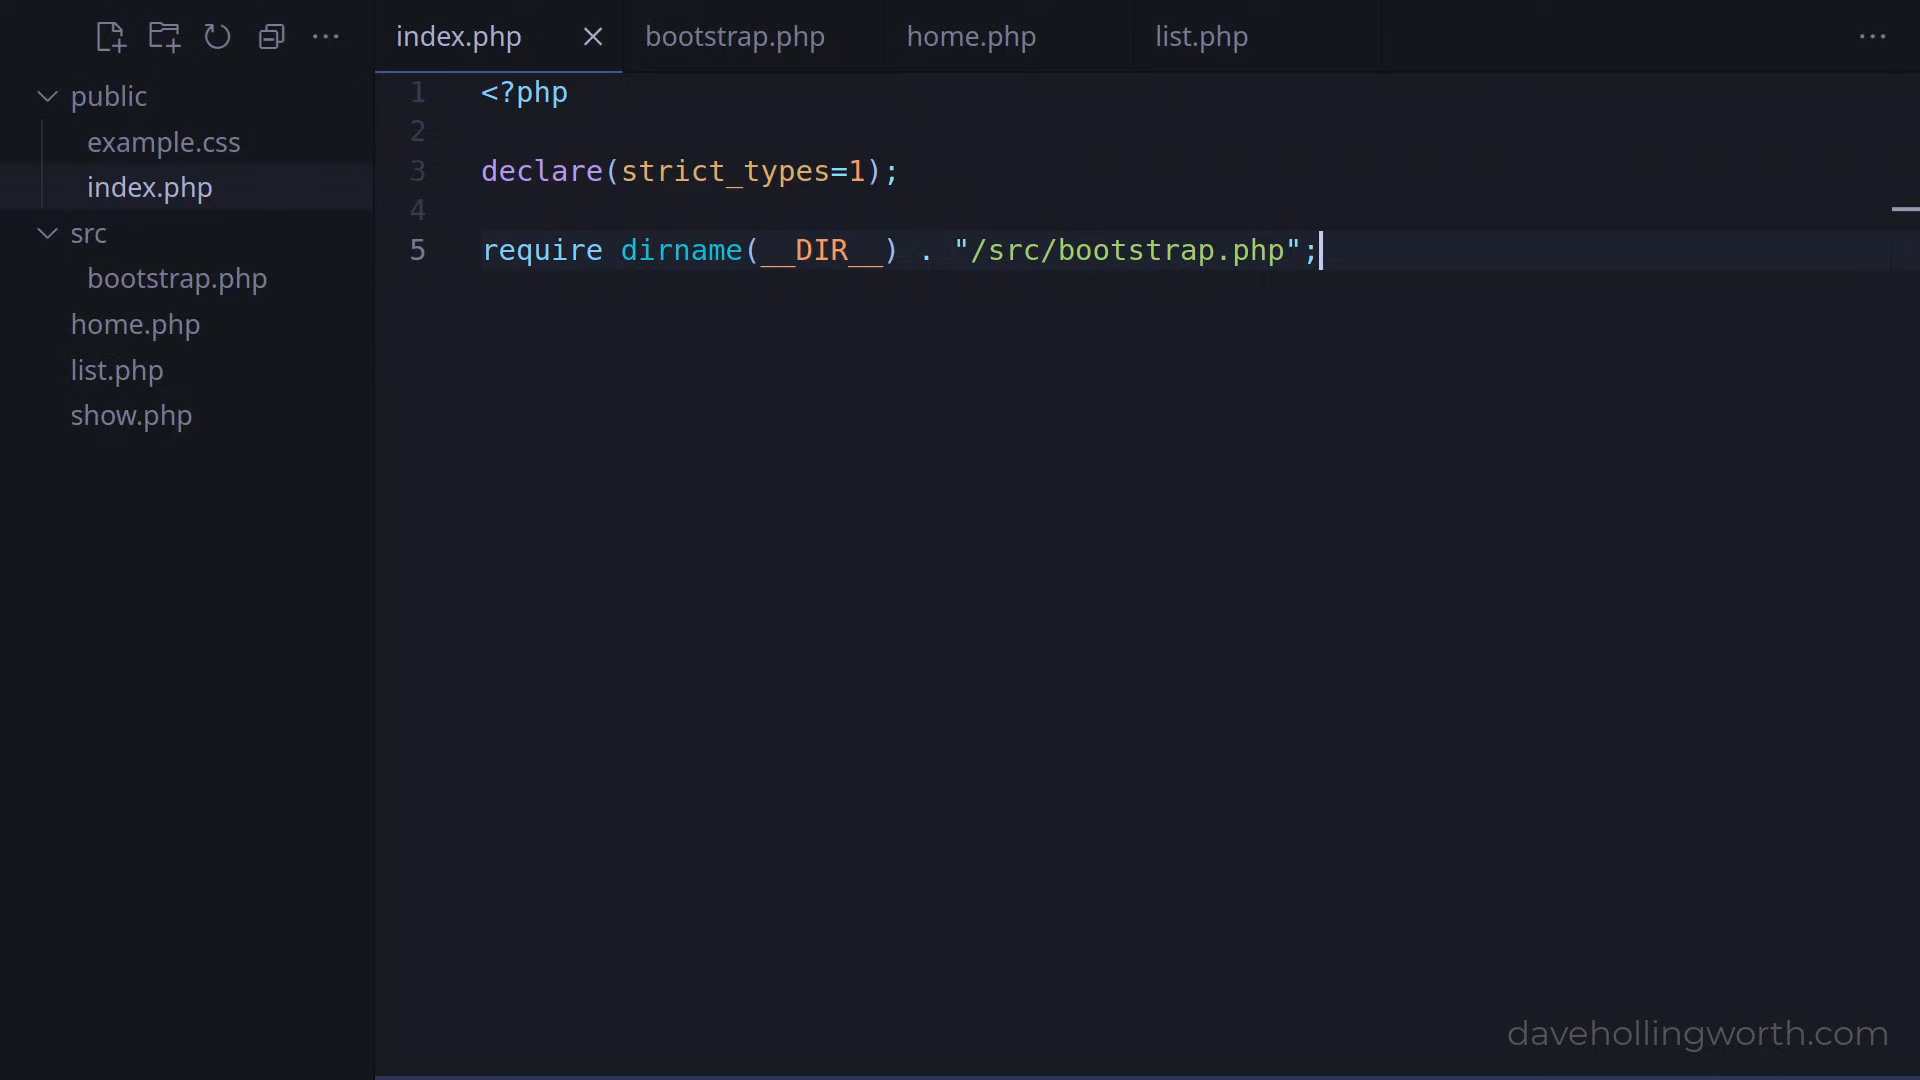 index.php
bootstrap.php
home.php
list.php
public
example.css
index.php
src
bootstrap.php
home.php
list.php
show.php
1 <?php
2
3 declare(strict_types=1);
4
5 require dirname(__DIR__) . "/src/bootstrap.php";
davehollingworth.com